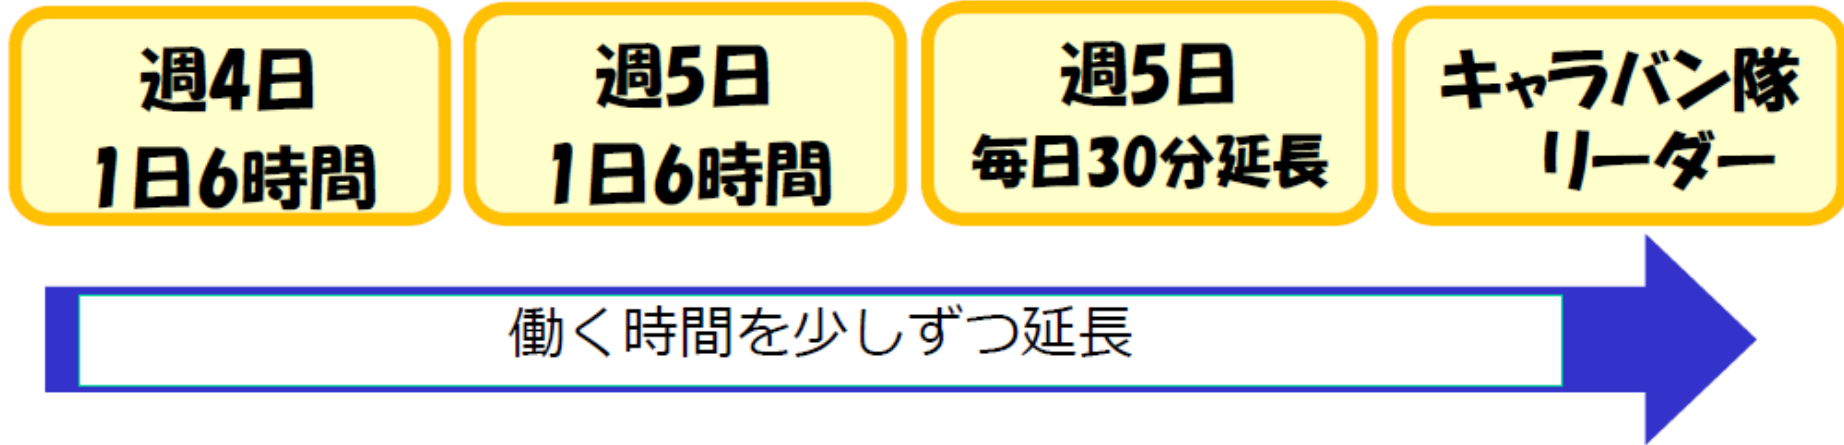 週4日
1日6時間
週5日
1日6時間
週5日
毎日30分延長
キャラバン隊
リーダー
働く時間を少しずつ延長